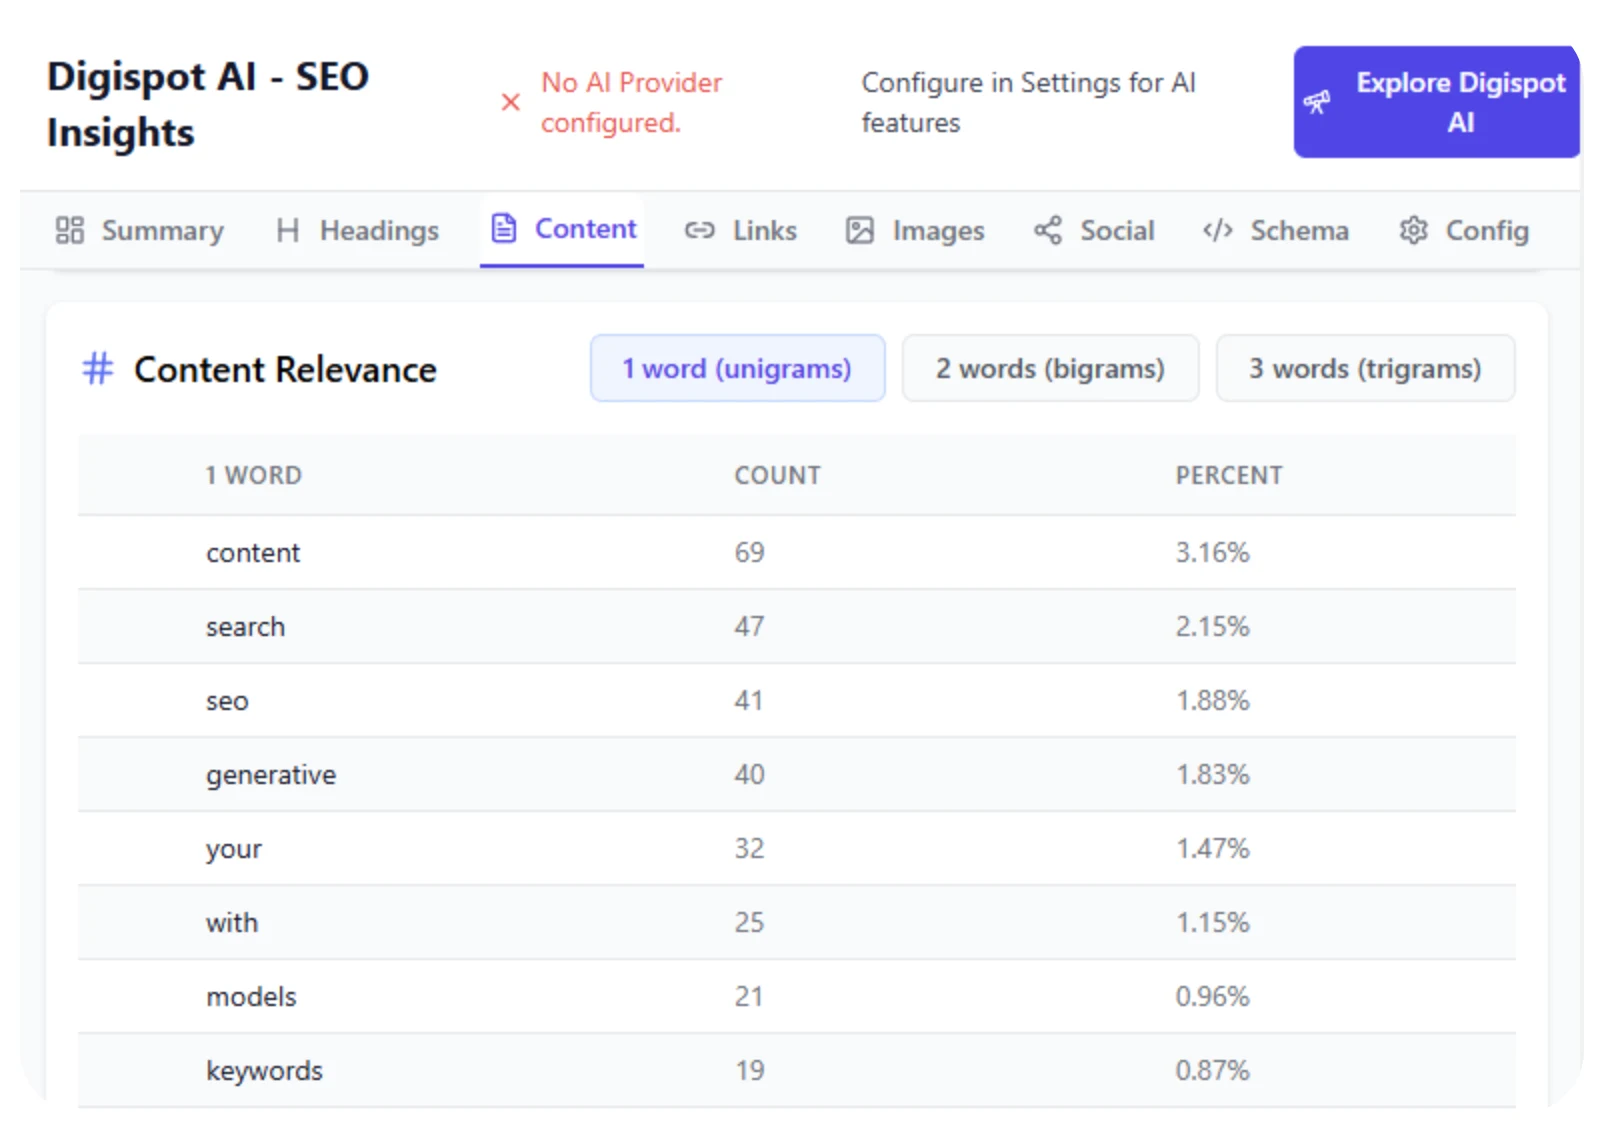 Digispot AI - SEO
Insights
No AI Provider
configured.
Configure in Settings for AI
features
Explore Digispot
AI
Summary Headings Content Links Images Social Schema Config
Content Relevance
1 word (unigrams) 2 words (bigrams) 3 words (trigrams)
1 WORD COUNT PERCENT
content 69 3.16%
search 47 2.15%
seo 41 1.88%
generative 40 1.83%
your 32 1.47%
with 25 1.15%
models 21 0.96%
keywords 19 0.87%